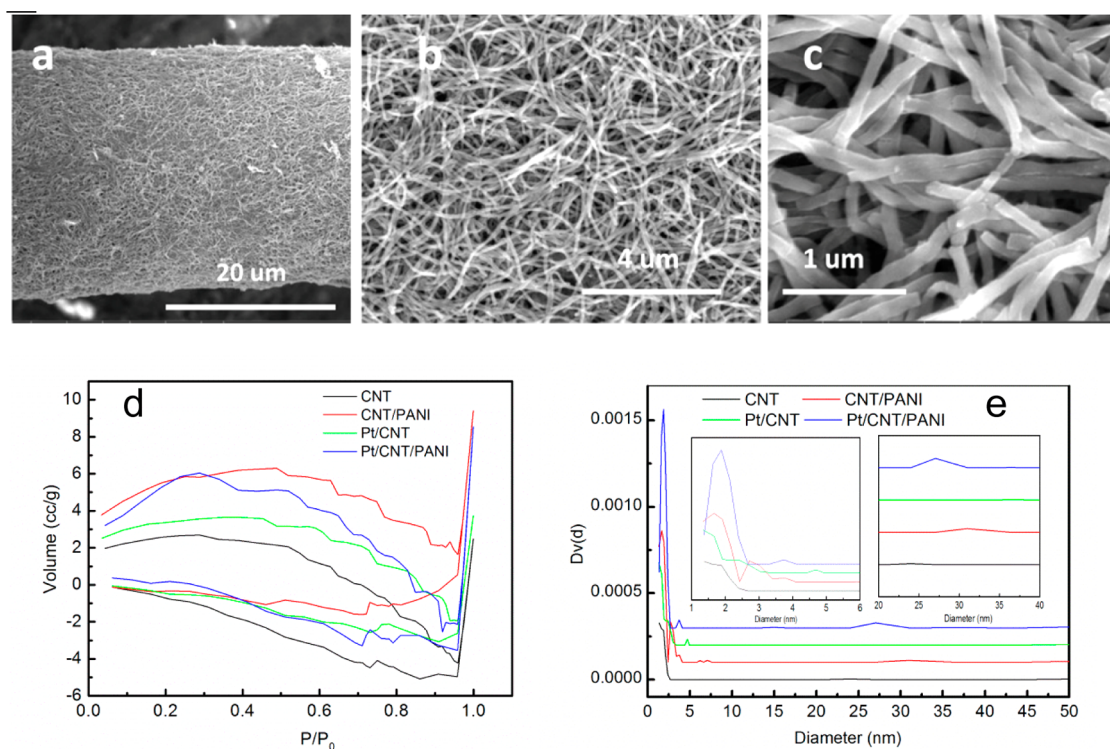 a
b
c
20 um
4 um
1 um
d
CNT
CNT/PANI
Pt/CNT
Pt/CNT/PANI
Volume (cc/g)
10
8
6
4
2
0
-2
-4
-6
0.0 0.2 0.4 0.6 0.8 1.0
P/P0
e
CNT CNT/PANI
Pt/CNT Pt/CNT/PANI
Dv(d)
0.0015
0.0010
0.0005
0.0000
1 2 3 4 5 6
Diameter (nm)
20 25 30 35 40
Diameter (nm)
0 5 10 15 20 25 30 35 40 45 50
Diameter (nm)